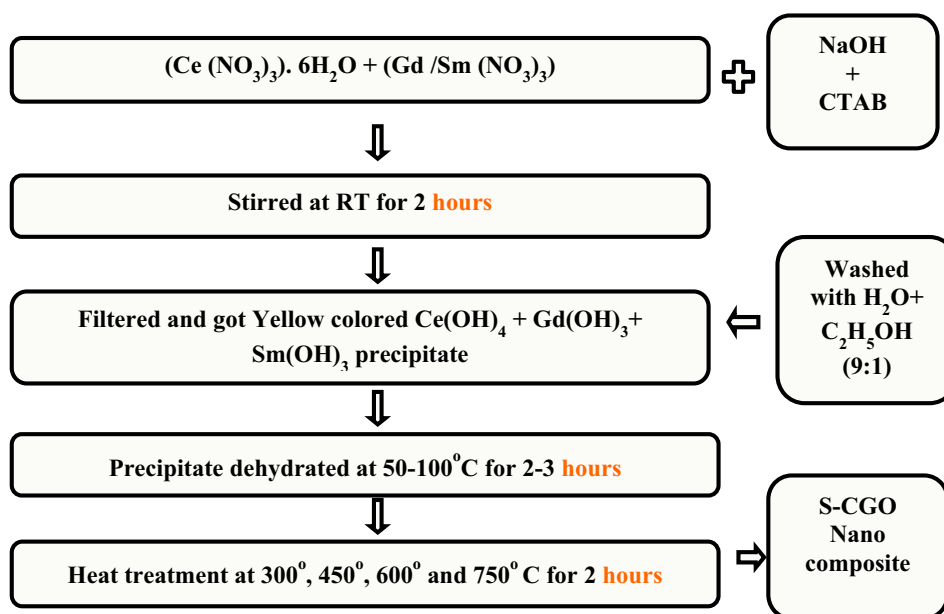 (Ce (NO₃)₃). 6H₂O + (Gd /Sm (NO₃)₃)
NaOH
+
CTAB
Stirred at RT for 2 hours
Filtered and got Yellow colored Ce(OH)₄ + Gd(OH)₃+
Sm(OH)₃ precipitate
Washed
with H₂O+
C₂H₅OH
(9:1)
Precipitate dehydrated at 50-100°C for 2-3 hours
Heat treatment at 300°, 450°, 600° and 750° C for 2 hours
S-CGO
Nano
composite